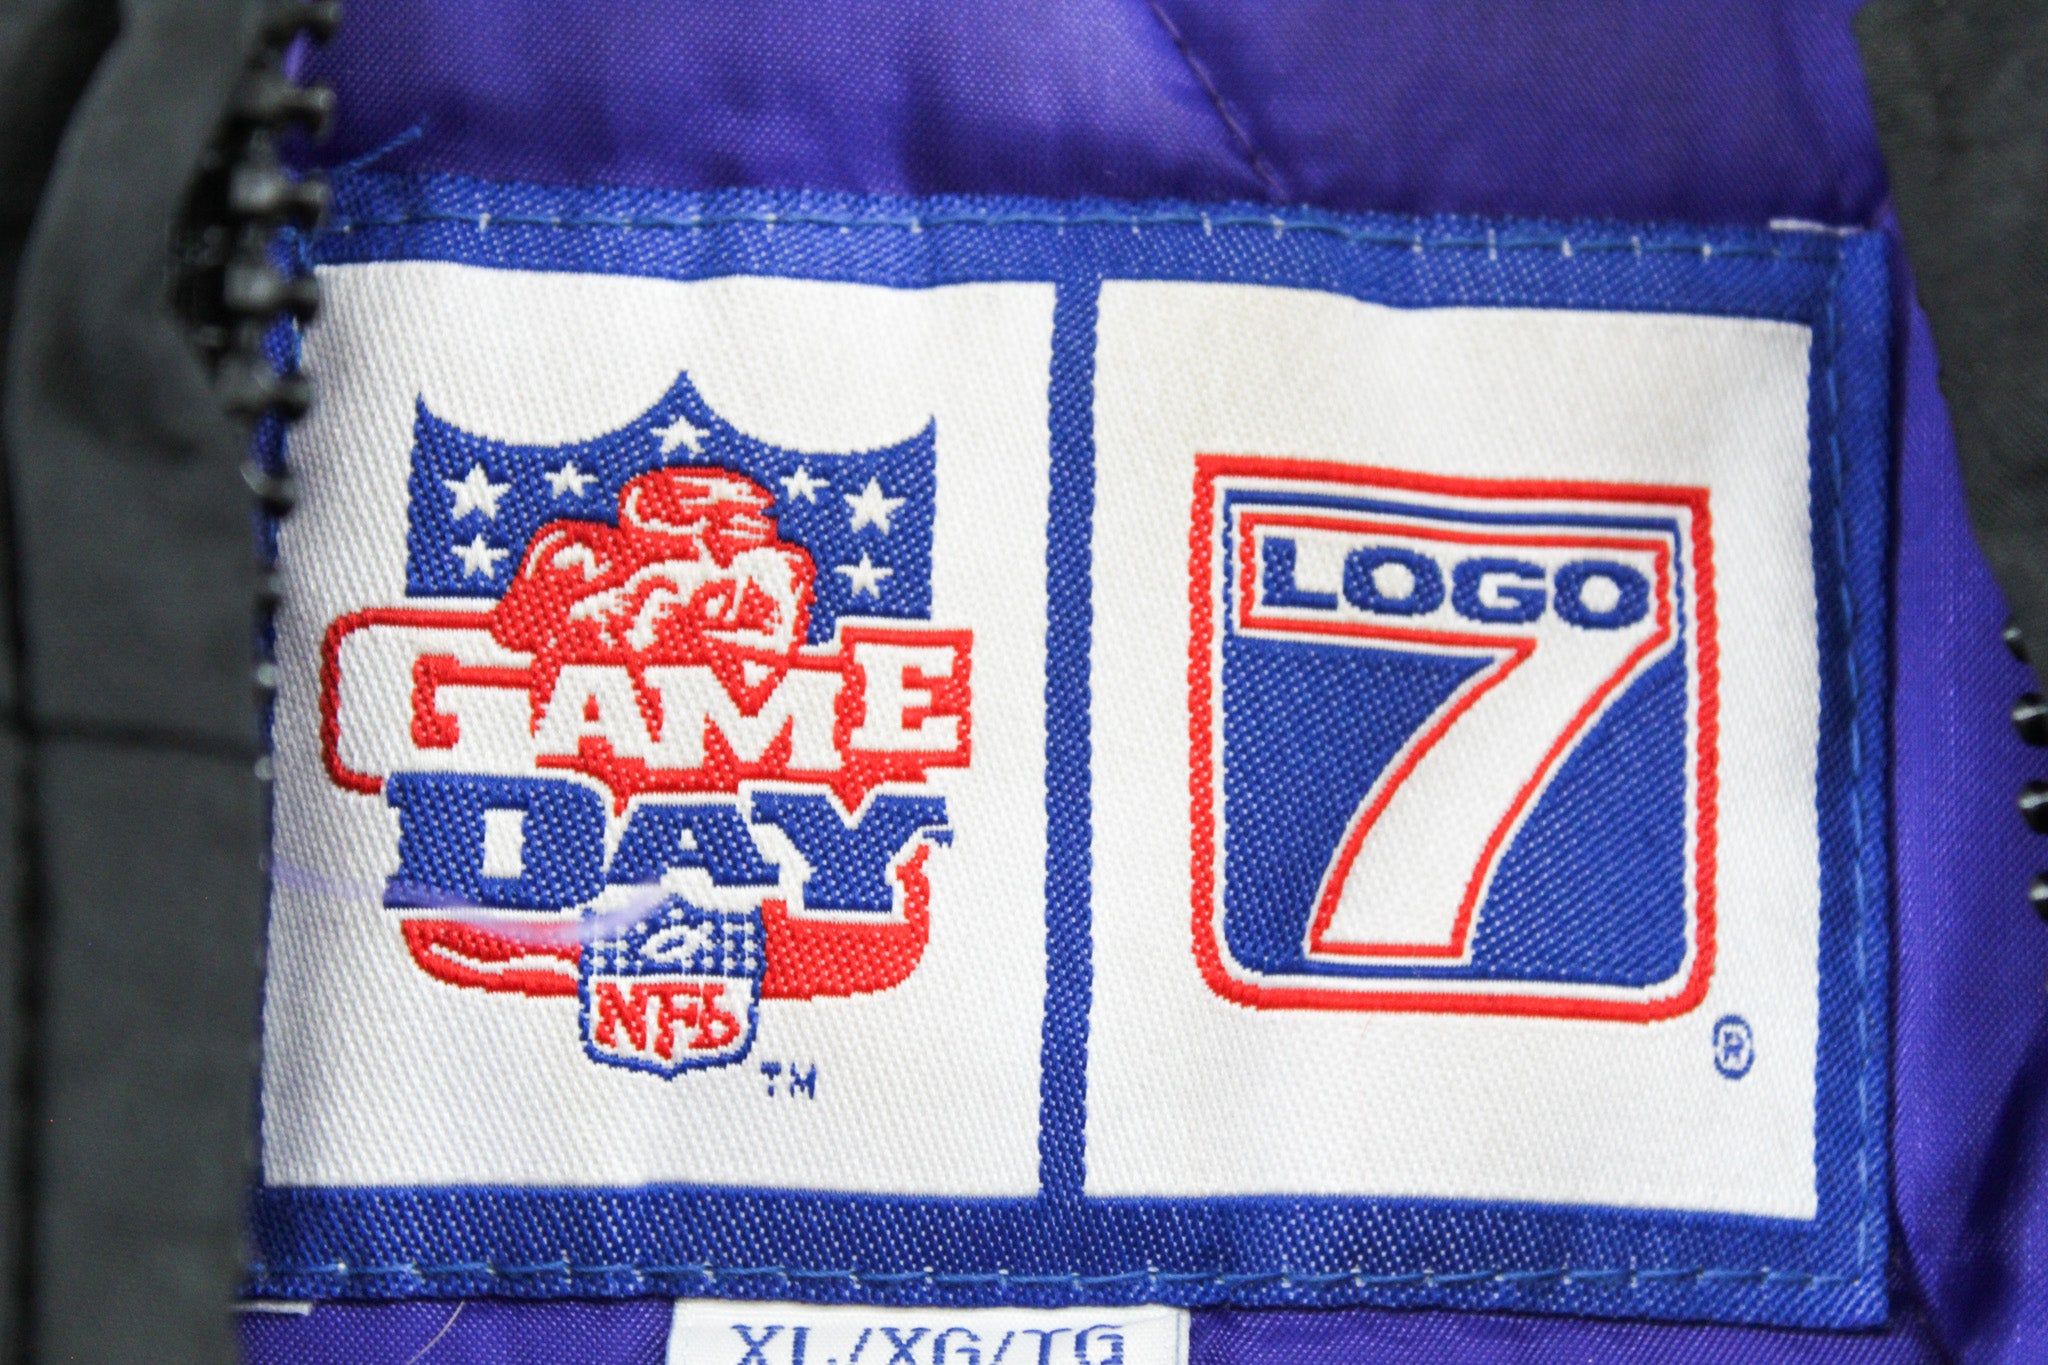 GAME
DAY
NFL
TM
LOGO
7
®
XL/XG/TG